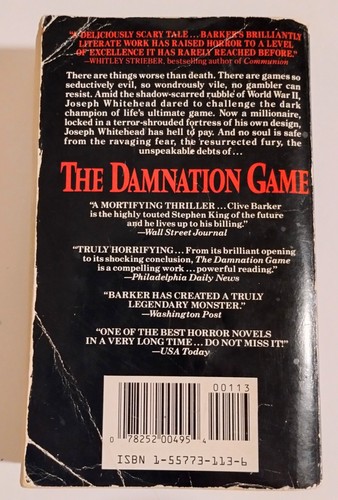 "A DELICIOUSLY SCARY TALE ... BARKER'S BRILLIANTLY
LITERATE WORK HAS RAISED HORROR TO A LEVEL
OF EXCELLENCE IT HAS RARELY REACHED BEFORE."
—WHITLEY STRIEBER, bestselling author of Communion
There are things worse than death. There are games so
seductively evil, so wondrously vile, no gambler can
resist. Amid the shadow-scarred rubble of World War II,
Joseph Whitehead dared to challenge the dark
champion of life's ultimate game. Now a millionaire,
locked in a terror-shrouded fortress of his own design,
Joseph Whitehead has hell to pay. And no soul is safe
from the ravaging fear, the resurrected fury, the
unspeakable debts of ...
THE DAMNATION GAME
"A MORTIFYING THRILLER ... Clive Barker
is the highly touted Stephen King of the future
and he lives up to his billing."
—Wall Street Journal
"TRULY HORRIFYING ... From its brilliant opening
to its shocking conclusion, The Damnation Game
is a compelling work ... powerful reading."
—Philadelphia Daily News
"BARKER HAS CREATED A TRULY
LEGENDARY MONSTER."
—Washington Post
"ONE OF THE BEST HORROR NOVELS
IN A VERY LONG TIME ... DO NOT MISS IT!"
—USA Today
00113
0 78252 00495 4
ISBN 1-55773-113-6